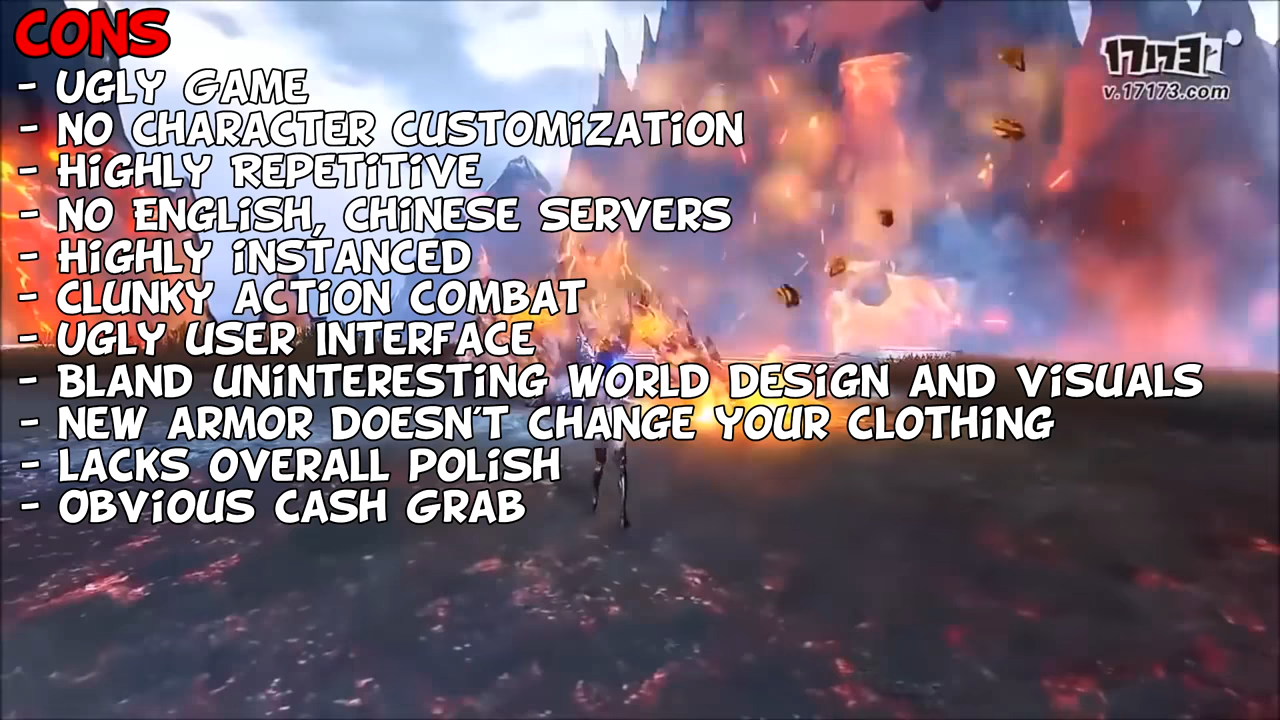 CONS
17173
v.17173.com
- UGLY GAME
- NO CHARACTER CUSTOMIZATION
- HIGHLY REPETITIVE
- NO ENGLISH, CHINESE SERVERS
- HIGHLY INSTANCED
- CLUNKY ACTION COMBAT
- UGLY USER INTERFACE
- BLAND UNINTERESTING WORLD DESIGN AND VISUALS
- NEW ARMOR DOESN'T CHANGE YOUR CLOTHING
- LACKS OVERALL POLISH
- OBVIOUS CASH GRAB